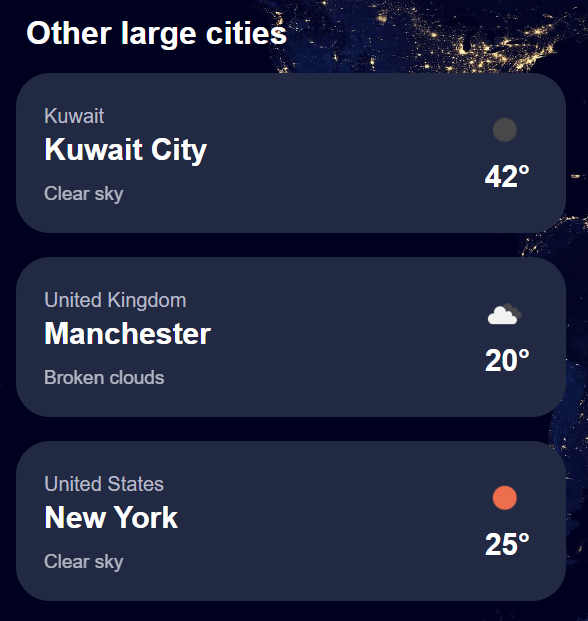 Other large cities
Kuwait
Kuwait City
Clear sky
42°
United Kingdom
Manchester
Broken clouds
20°
United States
New York
Clear sky
25°